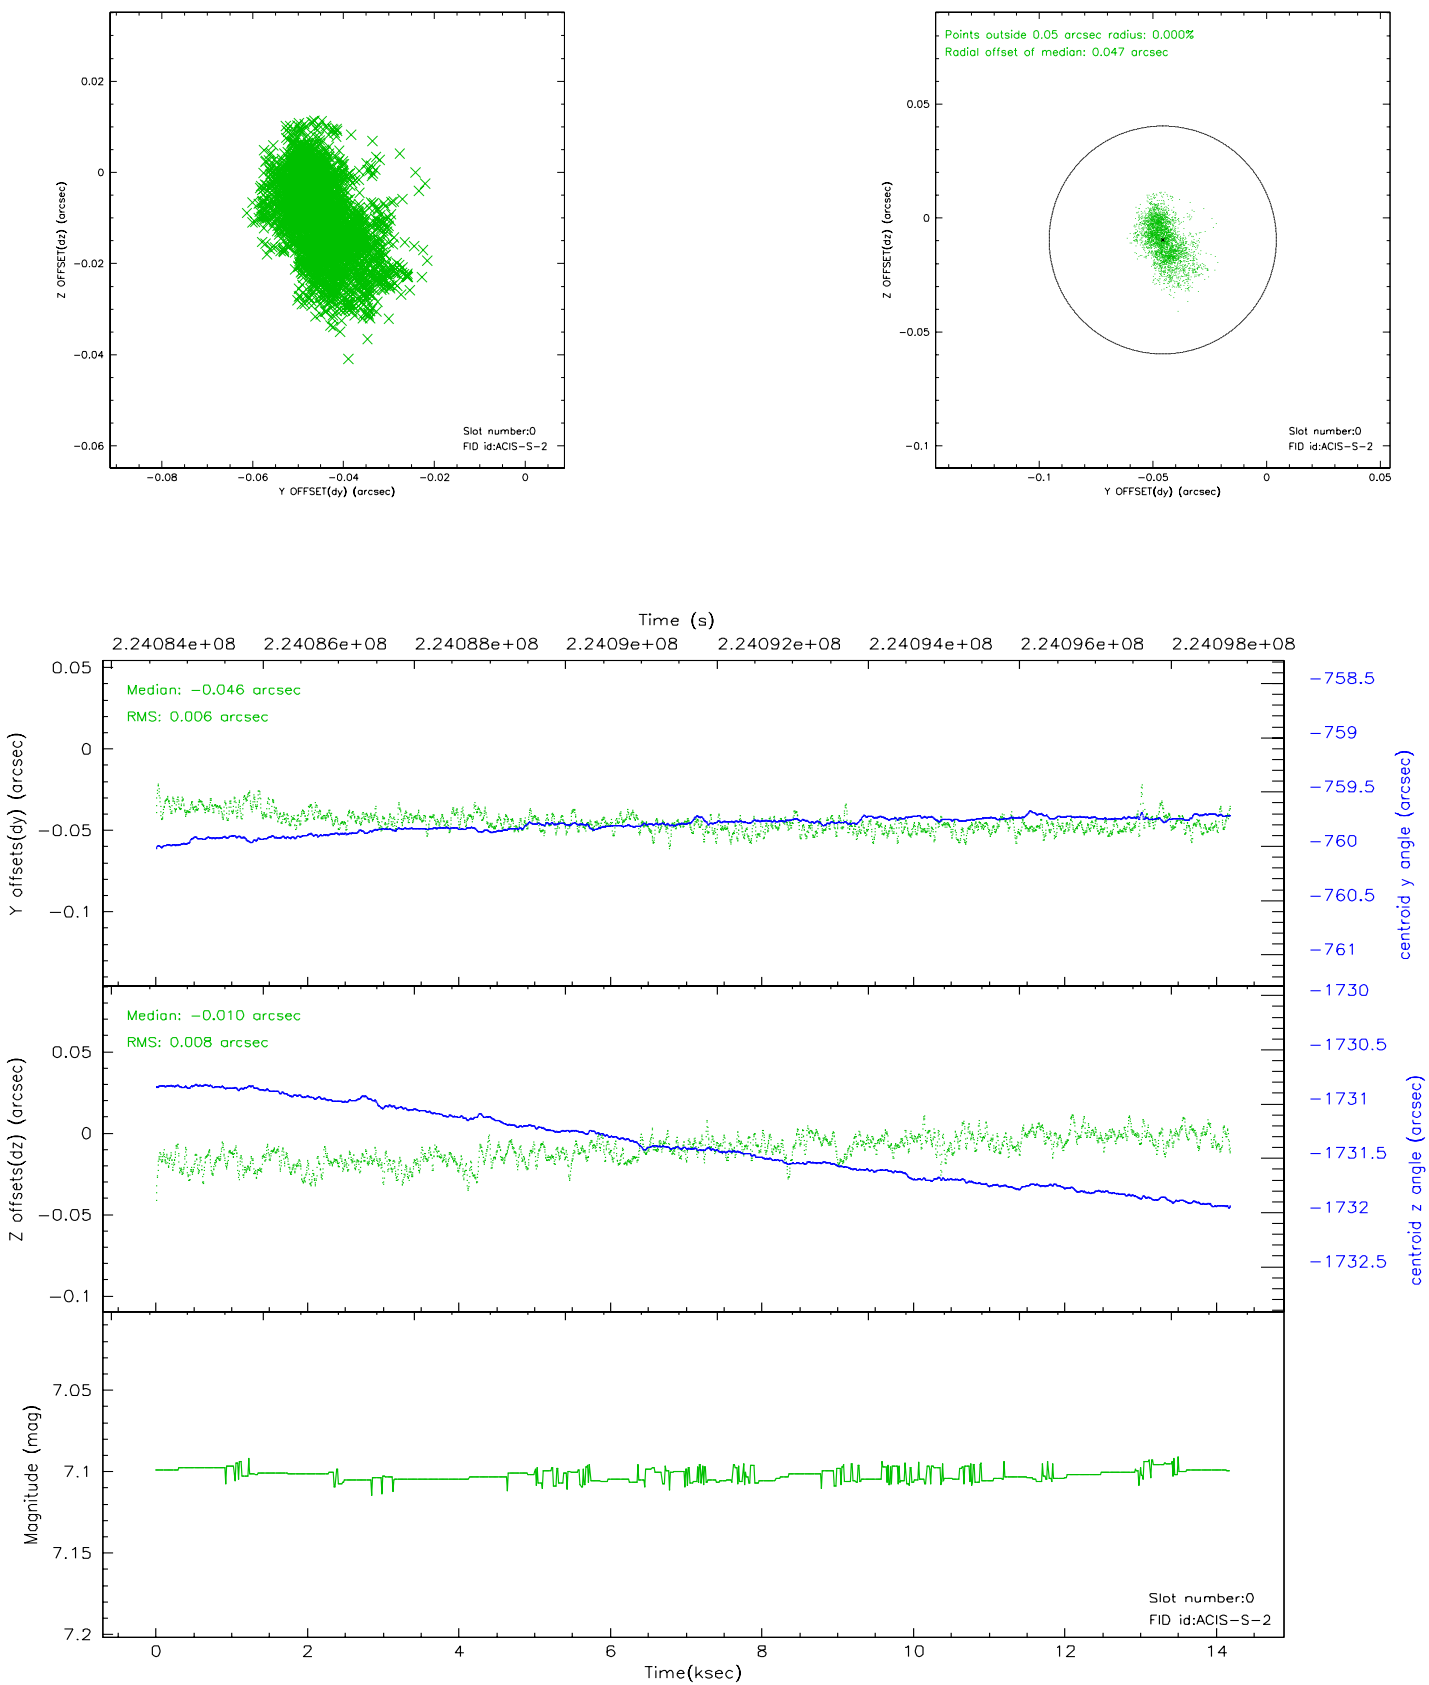 0.02
0
−0.02
−0.04
−0.06
Z OFFSET(dz) (arcsec)
Slot number:0
FID id:ACIS−S−2
−0.08 −0.06 −0.04 −0.02 0
Y OFFSET(dy) (arcsec)
Points outside 0.05 arcsec radius: 0.000%
Radial offset of median: 0.047 arcsec
0.05
0
−0.05
−0.1
Z OFFSET(dz) (arcsec)
Slot number:0
FID id:ACIS−S−2
−0.1 −0.05 0 0.05
Y OFFSET(dy) (arcsec)
Time (s)
2.24084e+08 2.24086e+08 2.24088e+08 2.2409e+08 2.24092e+08 2.24094e+08 2.24096e+08 2.24098e+08
Median: −0.046 arcsec
RMS: 0.006 arcsec
0.05
0
−0.05
−0.1
Y offsets(dy) (arcsec)
−758.5
−759
−759.5
−760
−760.5
−761
centroid y angle (arcsec)
Median: −0.010 arcsec
RMS: 0.008 arcsec
0.05
0
−0.05
−0.1
Z offsets(dz) (arcsec)
−1730
−1730.5
−1731
−1731.5
−1732
−1732.5
centroid z angle (arcsec)
7.05
7.1
7.15
7.2
Magnitude (mag)
Slot number:0
FID id:ACIS−S−2
0 2 4 6 8 10 12 14
Time(ksec)